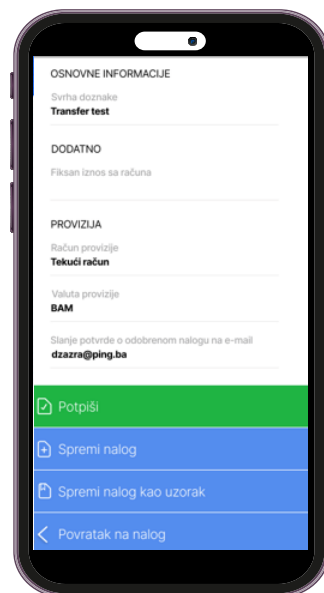 OSNOVNE INFORMACIJE
Svrha doznake
Transfer test
DODATNO
Fiksan iznos sa računa
PROVIZIJA
Račun provizije
Tekući račun
Valuta provizije
BAM
Slanje potvrde o odobrenom nalogu na e-mail
dzazra@ping.ba
Potpiši
Spremi nalog
Spremi nalog kao uzorak
Povratak na nalog